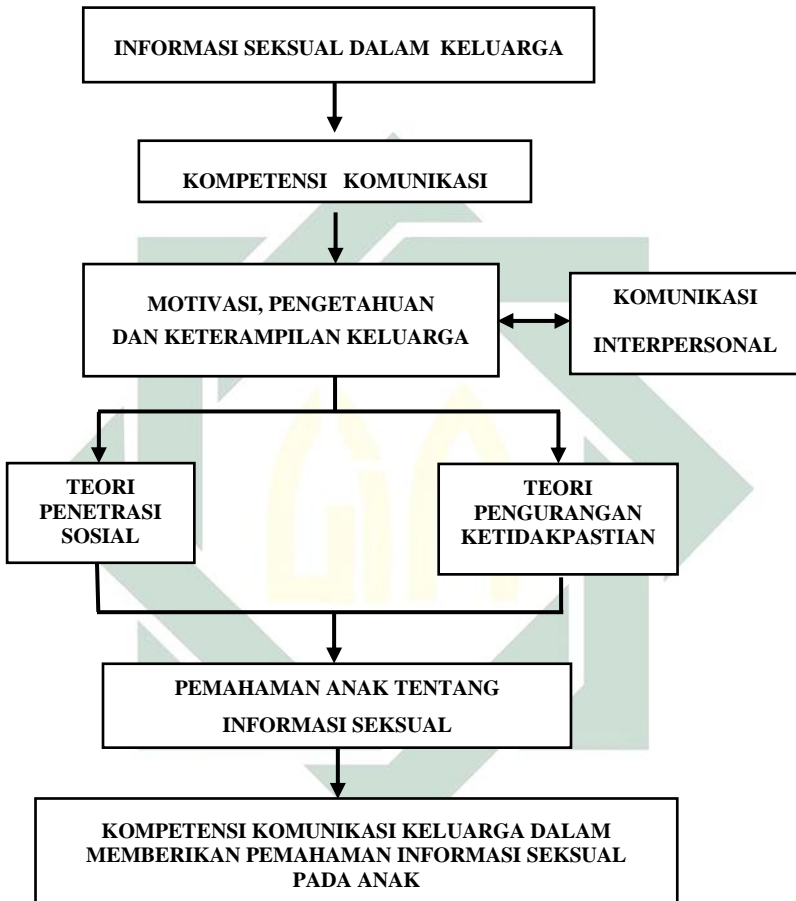 INFORMASI SEKSUAL DALAM KELUARGA
KOMPETENSI KOMUNIKASI
MOTIVASI, PENGETAHUAN
DAN KETERAMPILAN KELUARGA
KOMUNIKASI
INTERPERSONAL
TEORI
PENETRASI
SOSIAL
TEORI
PENGURANGAN
KETIDAKPASTIAN
PEMAHAMAN ANAK TENTANG
INFORMASI SEKSUAL
KOMPETENSI KOMUNIKASI KELUARGA DALAM
MEMBERIKAN PEMAHAMAN INFORMASI SEKSUAL
PADA ANAK